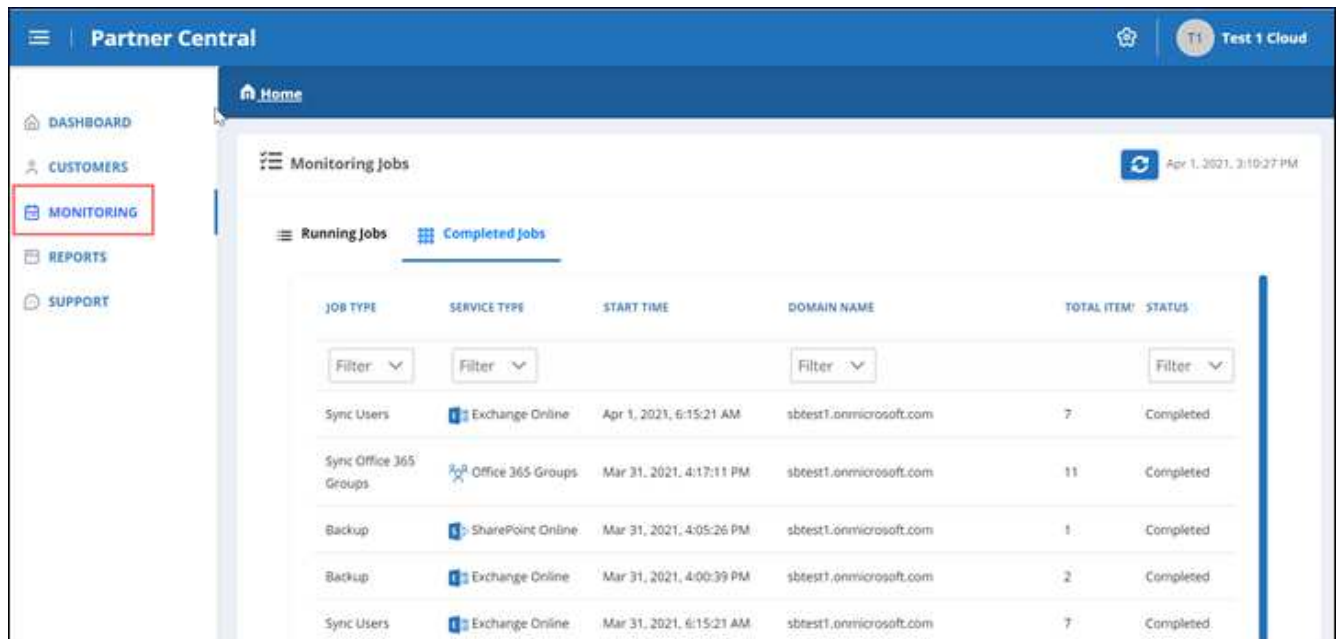 Partner Central
T1 Test 1 Cloud
Home
DASHBOARD
CUSTOMERS
MONITORING
REPORTS
SUPPORT
Monitoring Jobs
Apr 1, 2021, 3:10:27 PM
Running Jobs Completed Jobs
JOB TYPE SERVICE TYPE START TIME DOMAIN NAME TOTAL ITEM STATUS
Filter Filter Filter Filter
Sync Users Exchange Online Apr 1, 2021, 6:15:21 AM sbtest1.onmicrosoft.com 7 Completed
Sync Office 365
Groups Office 365 Groups Mar 31, 2021, 4:17:11 PM sbtest1.onmicrosoft.com 11 Completed
Backup SharePoint Online Mar 31, 2021, 4:05:26 PM sbtest1.onmicrosoft.com 1 Completed
Backup Exchange Online Mar 31, 2021, 4:00:39 PM sbtest1.onmicrosoft.com 2 Completed
Sync Users Exchange Online Mar 31, 2021, 6:15:21 AM sbtest1.onmicrosoft.com 7 Completed